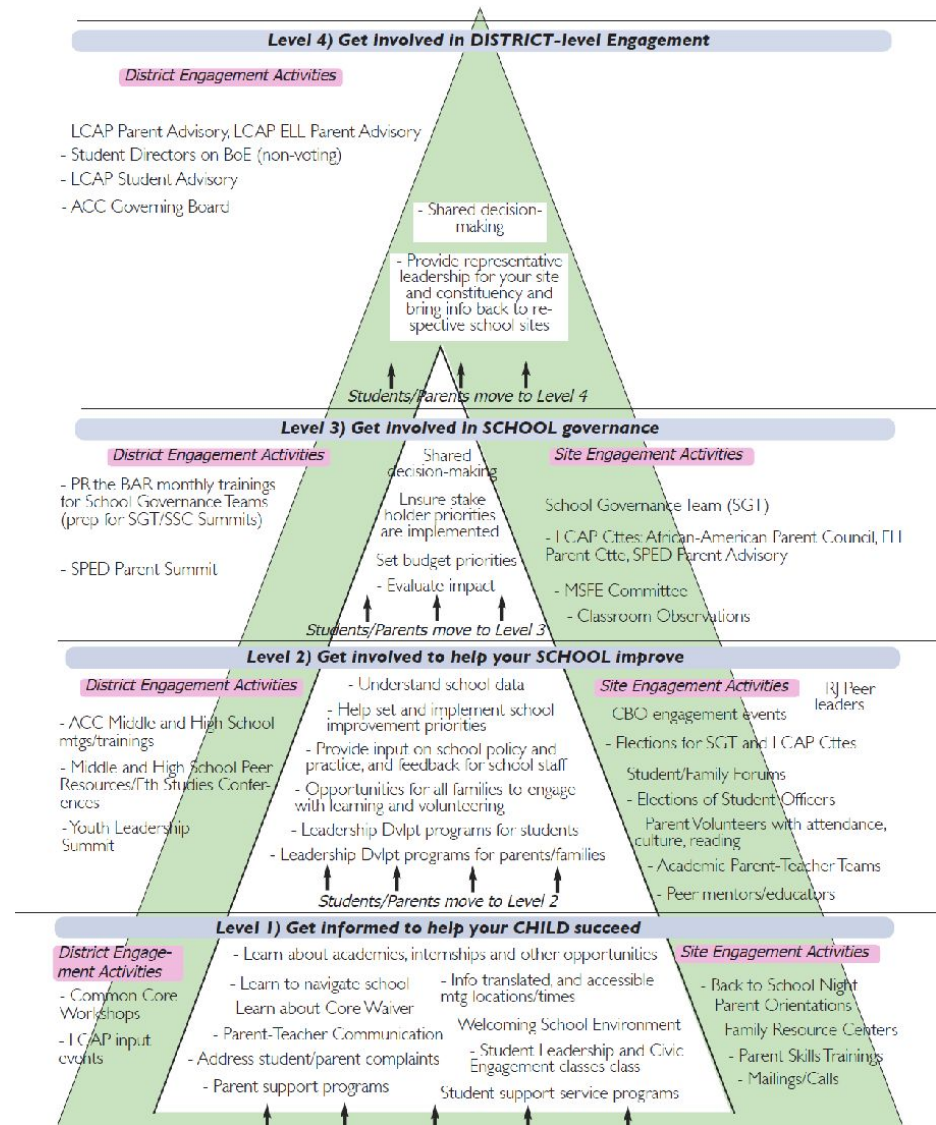 Level 4) Get involved in DISTRICT-level Engagement
District Engagement Activities
LCAP Parent Advisory, LCAP ELL Parent Advisory
- Student Directors on BoE (non-voting)
- LCAP Student Advisory
- ACC Governing Board
- Shared decision-
making
- Provide representative
leadership for your site
and constituency and
bring info back to re-
spective school sites
Students/Parents move to Level 4
Level 3) Get involved in SCHOOL governance
District Engagement Activities
- PR the BAR monthly trainings
for School Governance Teams
(prep for SGT/SSC Summits)
- SPED Parent Summit
Shared
decision-making
Ensure stake
holder priorities
are implemented
Set budget priorities
- Evaluate impact
Site Engagement Activities
School Governance Team (SGT)
- LCAP Cttes: African-American Parent Council, ELL
Parent Ctte, SPED Parent Advisory
- MSFE Committee
- Classroom Observations
Students/Parents move to Level 3
Level 2) Get involved to help your SCHOOL improve
District Engagement Activities
- ACC Middle and High School
mtgs/trainings
- Middle and High School Peer
Resources/Eth Studies Confer-
ences
- Youth Leadership
Summit
- Understand school data
- Help set and implement school
improvement priorities
- Provide input on school policy and
practice, and feedback for school staff
- Opportunities for all families to engage
with learning and volunteering
- Leadership Dvlpt programs for students
- Leadership Dvlpt programs for parents/families
Site Engagement Activities
RJ Peer
leaders
CBO engagement events
- Elections for SGT and LCAP Cttes
Student/Family Forums
- Elections of Student Officers
Parent Volunteers with attendance,
culture, reading
- Academic Parent-Teacher Teams
- Peer mentors/educators
Students/Parents move to Level 2
Level 1) Get informed to help your CHILD succeed
District Engage-
ment Activities
- Common Core
Workshops
- LCAP input
events
- Learn about academies, internships and other opportunities
- Learn to navigate school
Learn about Core Waiver
- Parent-Teacher Communication
- Address student/parent complaints
- Parent support programs
- Info translated, and accessible
mtg locations/times
Welcoming School Environment
- Student Leadership and Civic
Engagement classes class
Student support service programs
Site Engagement Activities
- Back to School Night
Parent Orientations
Family Resource Centers
- Parent Skills Trainings
- Mailings/Calls